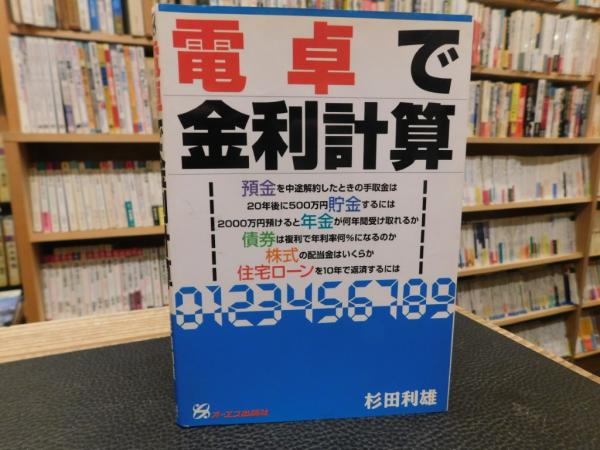 電卓で
金利計算
預金を中途解約したときの手取金は
20年後に500万円貯金するには
2000万円預けると年金が何年間受け取れるか
債券は複利で年利率何%になるのか
株式の配当金はいくらか
住宅ローンを10年で返済するには
0123456789
オーエス出版社
杉田利雄